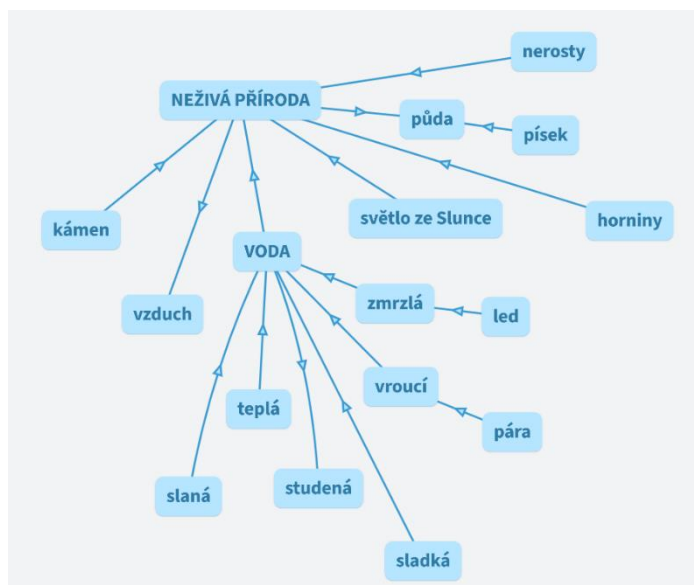 nerosty
NEŽIVÁ PŘÍRODA
půda
písek
kámen
světlo ze Slunce
horniny
VODA
vzduch
zmrzlá
led
vroucí
teplá
pára
slaná
studená
sladká